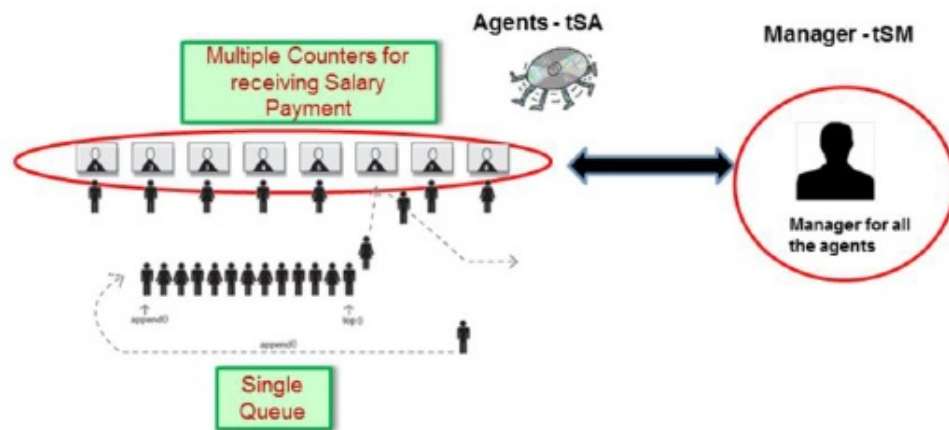 Agents - tSA
Manager - tSM
Multiple Counters for
receiving Salary
Payment
Manager for all
the agents
append()
top()
append()
Single
Queue